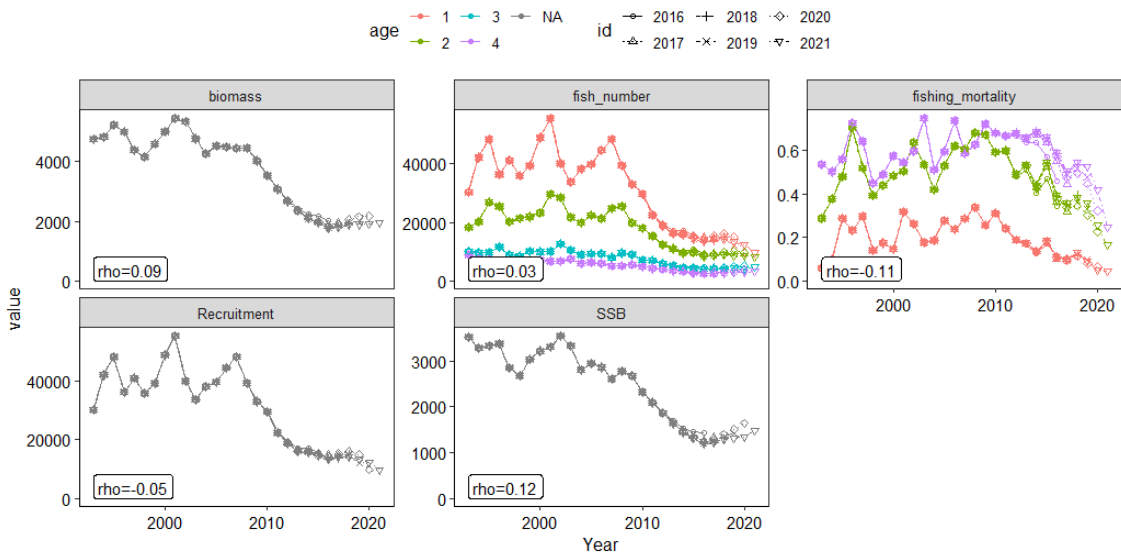 age 1 3 NA id 2016 2018 2020
2 4 2017 2019 2021
biomass fish_number fishing_mortality
4000
2000
0
rho=0.09
40000
20000
0
rho=0.03
0.6
0.4
0.2
0.0
rho=-0.11
2000 2010 2020
Recruitment SSB
value
40000
20000
0
rho=-0.05
3000
2000
1000
0
rho=0.12
2000 2010 2020 2000 2010 2020
Year